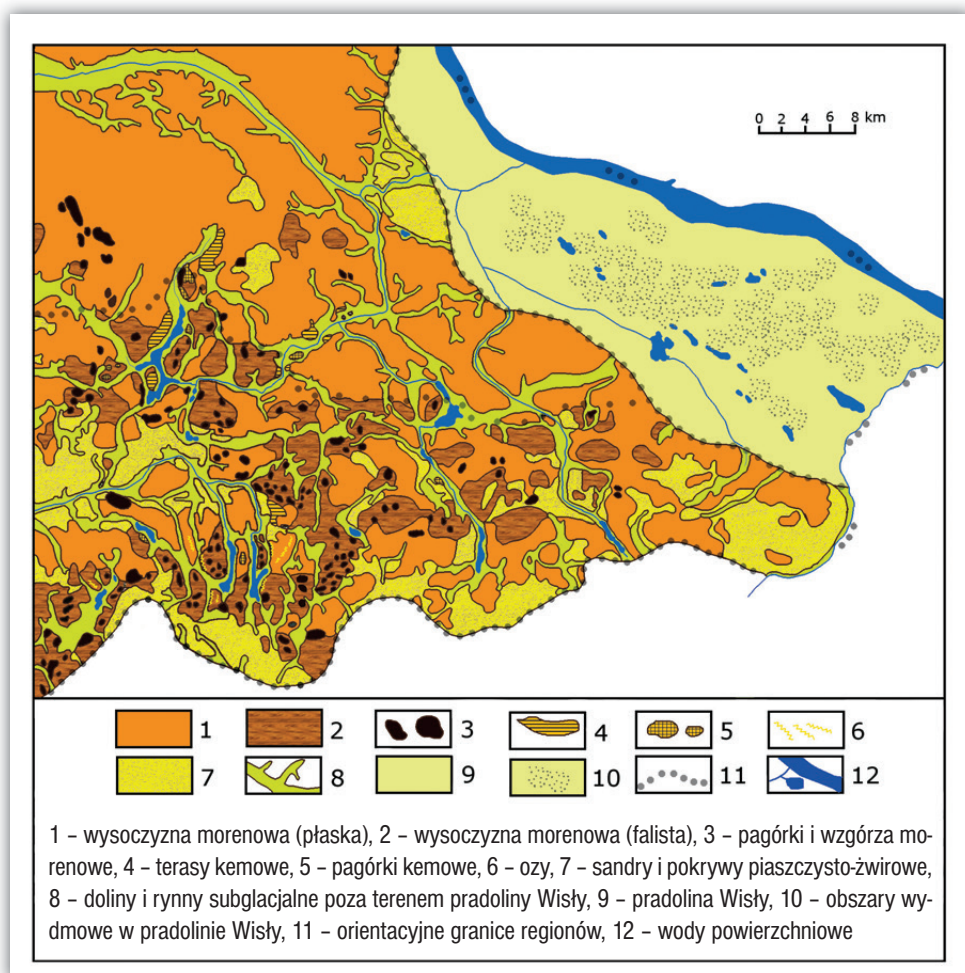 0 2 4 6 8 km
1 2 3 4 5 6
7 8 9 10 11 12
1 – wysoczyzna morenowa (płaska), 2 – wysoczyzna morenowa (falista), 3 – pagórki i wzgórza mo-
renowe, 4 – terasy kemowe, 5 – pagórki kemowe, 6 – ozy, 7 – sandry i pokrywy piaszczysto-żwirowe,
8 – doliny i rynny subglacjalne poza terenem pradoliny Wisły, 9 – pradolina Wisły, 10 – obszary wy-
dmowe w pradolinie Wisły, 11 – orientacyjne granice regionów, 12 – wody powierzchniowe